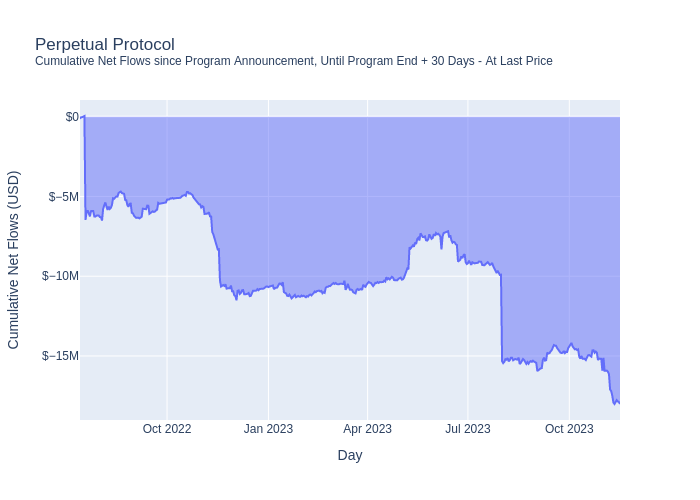 Perpetual Protocol
Cumulative Net Flows since Program Announcement, Until Program End + 30 Days - At Last Price
Cumulative Net Flows (USD)
$0
$−5M
$−10M
$−15M
Oct 2022
Jan 2023
Apr 2023
Jul 2023
Oct 2023
Day